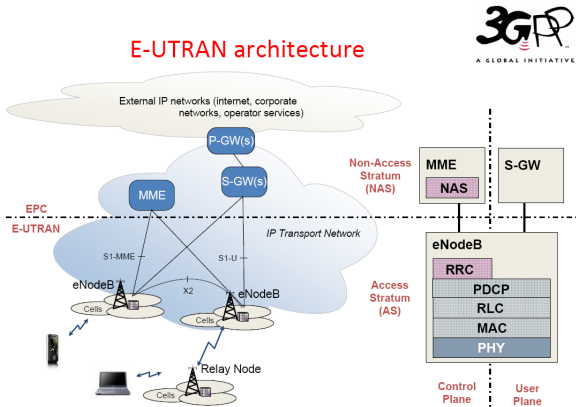 E-UTRAN architecture
3GPP
A GLOBAL INITIATIVE
External IP networks (internet, corporate
networks, operator services)
P-GW(s)
MME
S-GW(s)
EPC
E-UTRAN
IP Transport Network
S1-MME
S1-U
eNodeB
X2
eNodeB
Cells
Cells
Relay Node
Cells
Non-Access
Stratum
(NAS)
MME
NAS
S-GW
eNodeB
RRC
PDCP
RLC
MAC
PHY
Access
Stratum
(AS)
Control
Plane
User
Plane